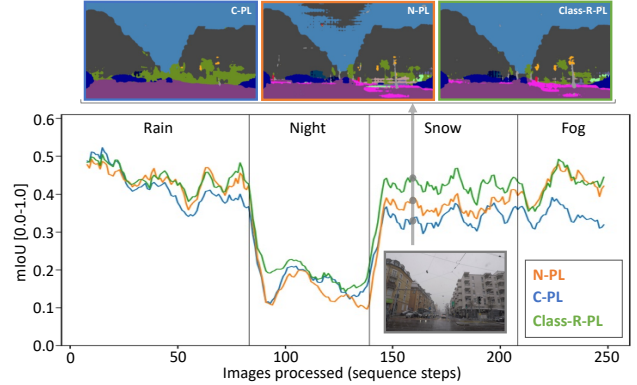 C-PL
N-PL
Class-R-PL
0.6
0.5
0.4
0.3
0.2
0.1
0.0
mIoU [0.0-1.0]
Rain
Night
Snow
Fog
N-PL
C-PL
Class-R-PL
0
50
100
150
200
250
Images processed (sequence steps)